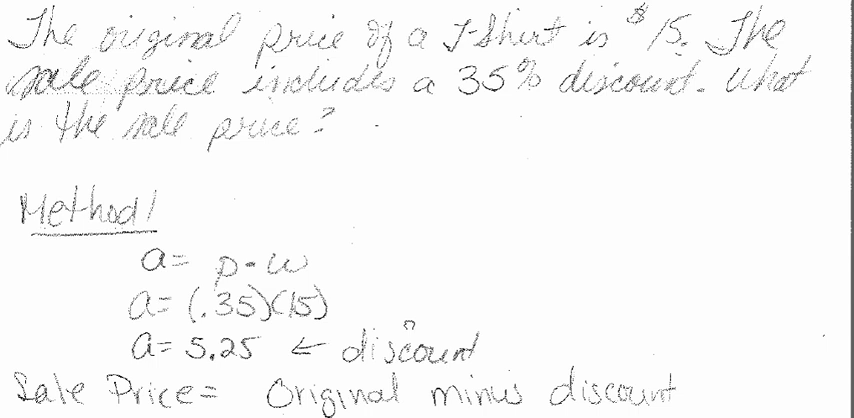 The original price of a T-Shirt is $15. The
sale price includes a 35% discount. What
is the sale price?
Method 1
a = p · w
a = (.35)(15)
a = 5.25 ← discount
Sale Price = Original minus discount